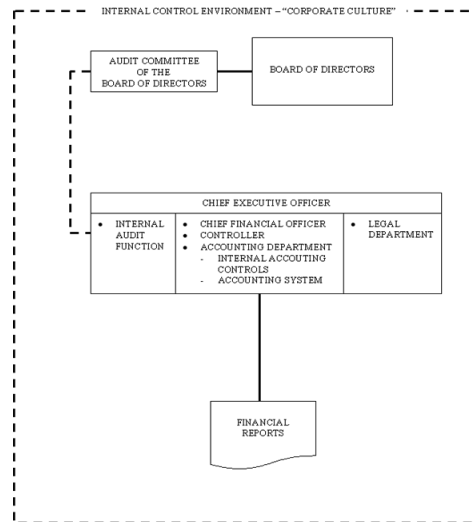 INTERNAL CONTROL ENVIRONMENT – “CORPORATE CULTURE”
AUDIT COMMITTEE
OF THE
BOARD OF DIRECTORS
BOARD OF DIRECTORS
CHIEF EXECUTIVE OFFICER
• INTERNAL
AUDIT
FUNCTION
• CHIEF FINANCIAL OFFICER
• CONTROLLER
• ACCOUNTING DEPARTMENT
- INTERNAL ACCOUTING
CONTROLS
- ACCOUNTING SYSTEM
• LEGAL
DEPARTMENT
FINANCIAL
REPORTS